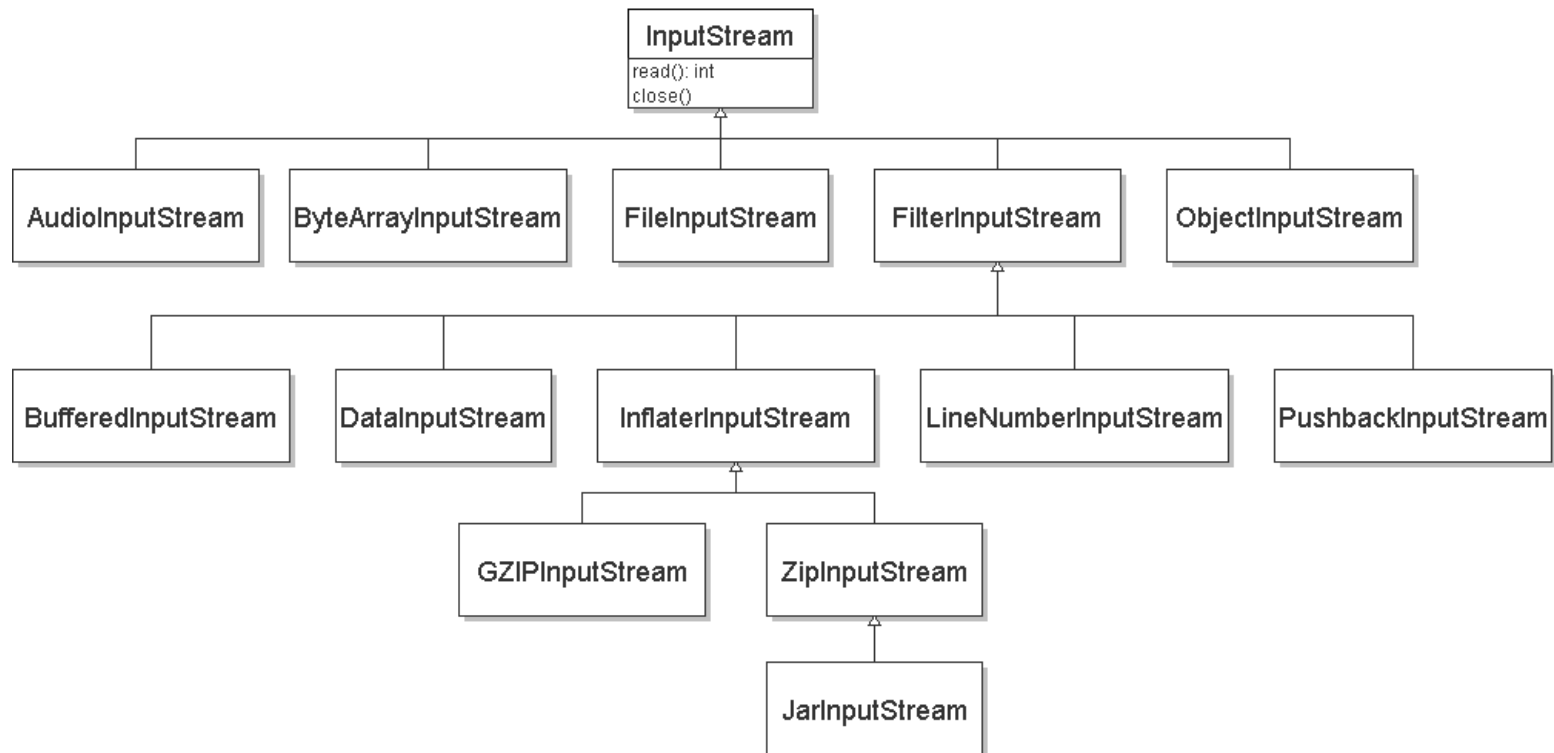 InputStream
read(): int
close()
AudioInputStream
ByteArrayInputStream
FileInputStream
FilterInputStream
ObjectInputStream
BufferedInputStream
DataInputStream
InflaterInputStream
LineNumberInputStream
PushbackInputStream
GZIPInputStream
ZipInputStream
JarInputStream